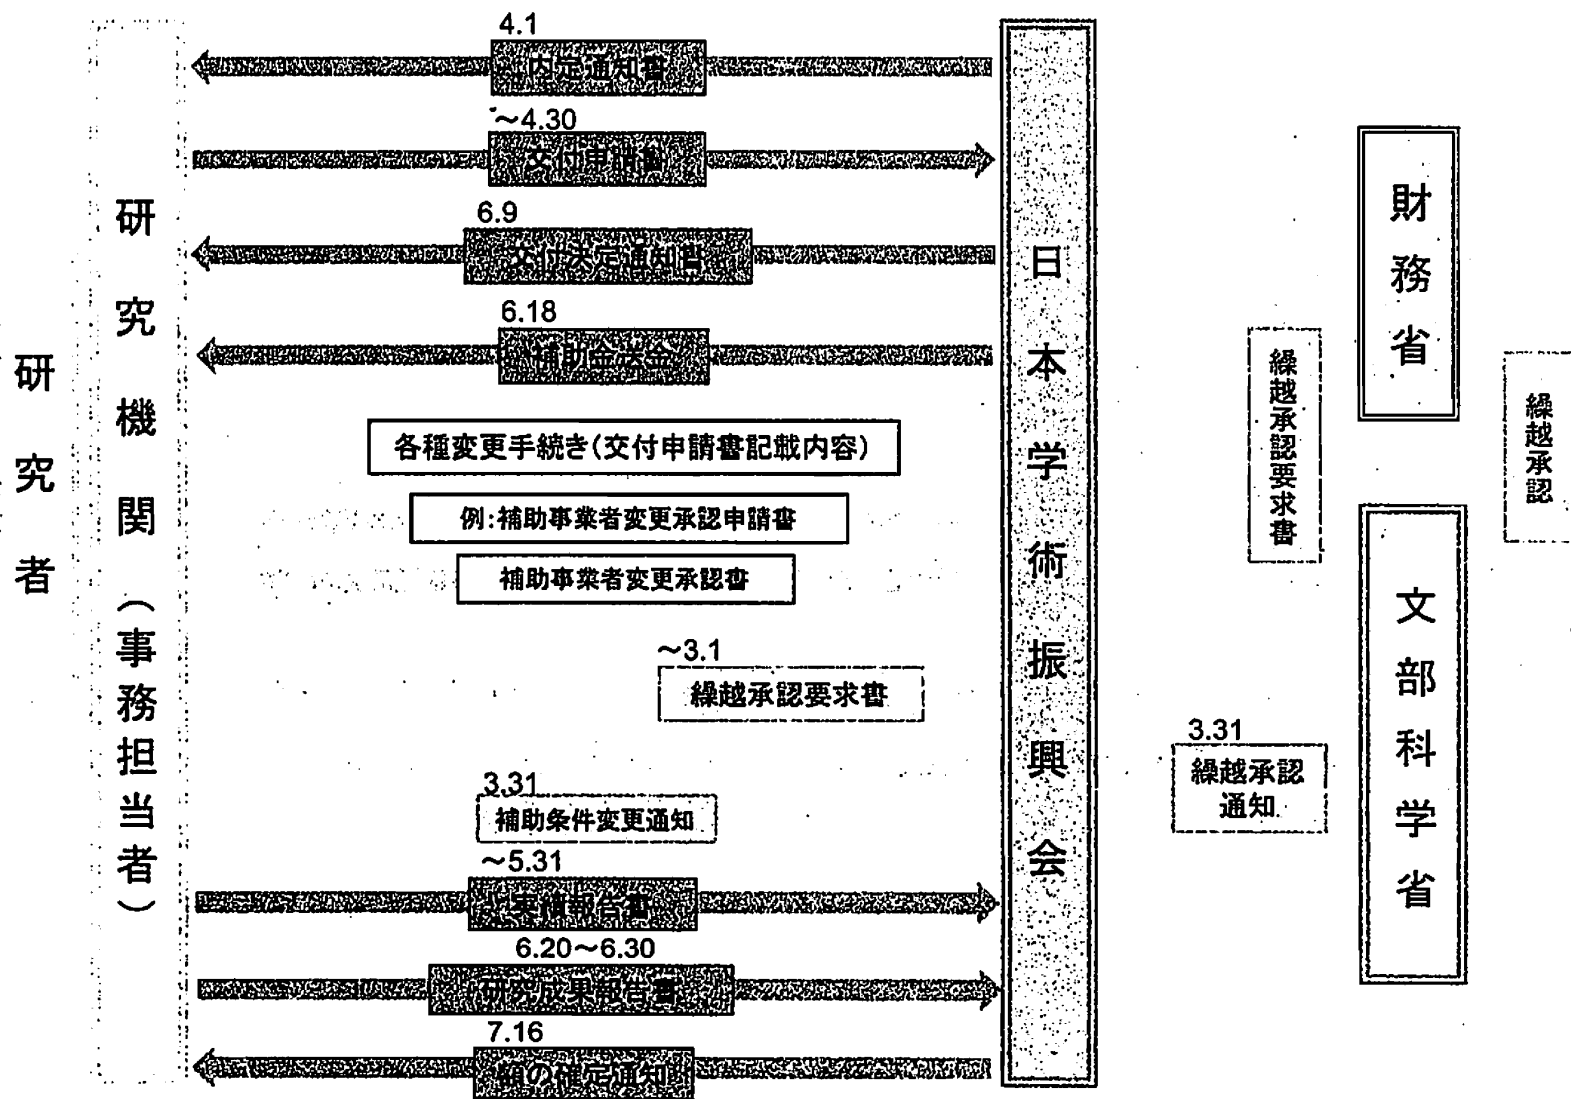 研究者
研究機関（事務担当者）
4.1
内定通知書
～4.30
交付申請書
6.9
交付決定通知書
6.18
補助金送金
各種変更手続き(交付申請書記載内容)
例:補助事業者変更承認申請書
補助事業者変更承認書
～3.1
繰越承認要求書
3.31
補助条件変更通知
～5.31
実績報告書
6.20～6.30
研究成果報告書
7.16
額の確定通知
日本学術振興会
繰越承認要求書
3.31
繰越承認
通知
財務省
文部科学省
繰越承認